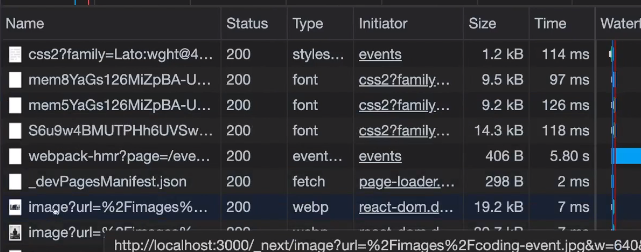 Name Status Type Initiator Size Time Waterf
css2?family=Lato:wght@4... 200 styles... events 1.2 kB 114 ms
mem8YaGs126MiZpBA-U... 200 font css2?family... 9.5 kB 97 ms
mem5YaGs126MiZpBA-U... 200 font css2?family... 9.2 kB 126 ms
S6u9w4BMUTPHh6UVSw... 200 font css2?family... 14.3 kB 118 ms
webpack-hmr?page=/eve... 200 event... events 406 B 5.80 s
_devPagesManifest.json 200 fetch page-loader.... 298 B 2 ms
image?url=%2Fimages%... 200 webp react-dom.d... 19.2 kB 7 ms
image?url=%2Fimages%... 200 webp react-dom.d... 7 ms
http://localhost:3000/_next/image?url=%2Fimages%2Fcoding-event.jpg&w=640